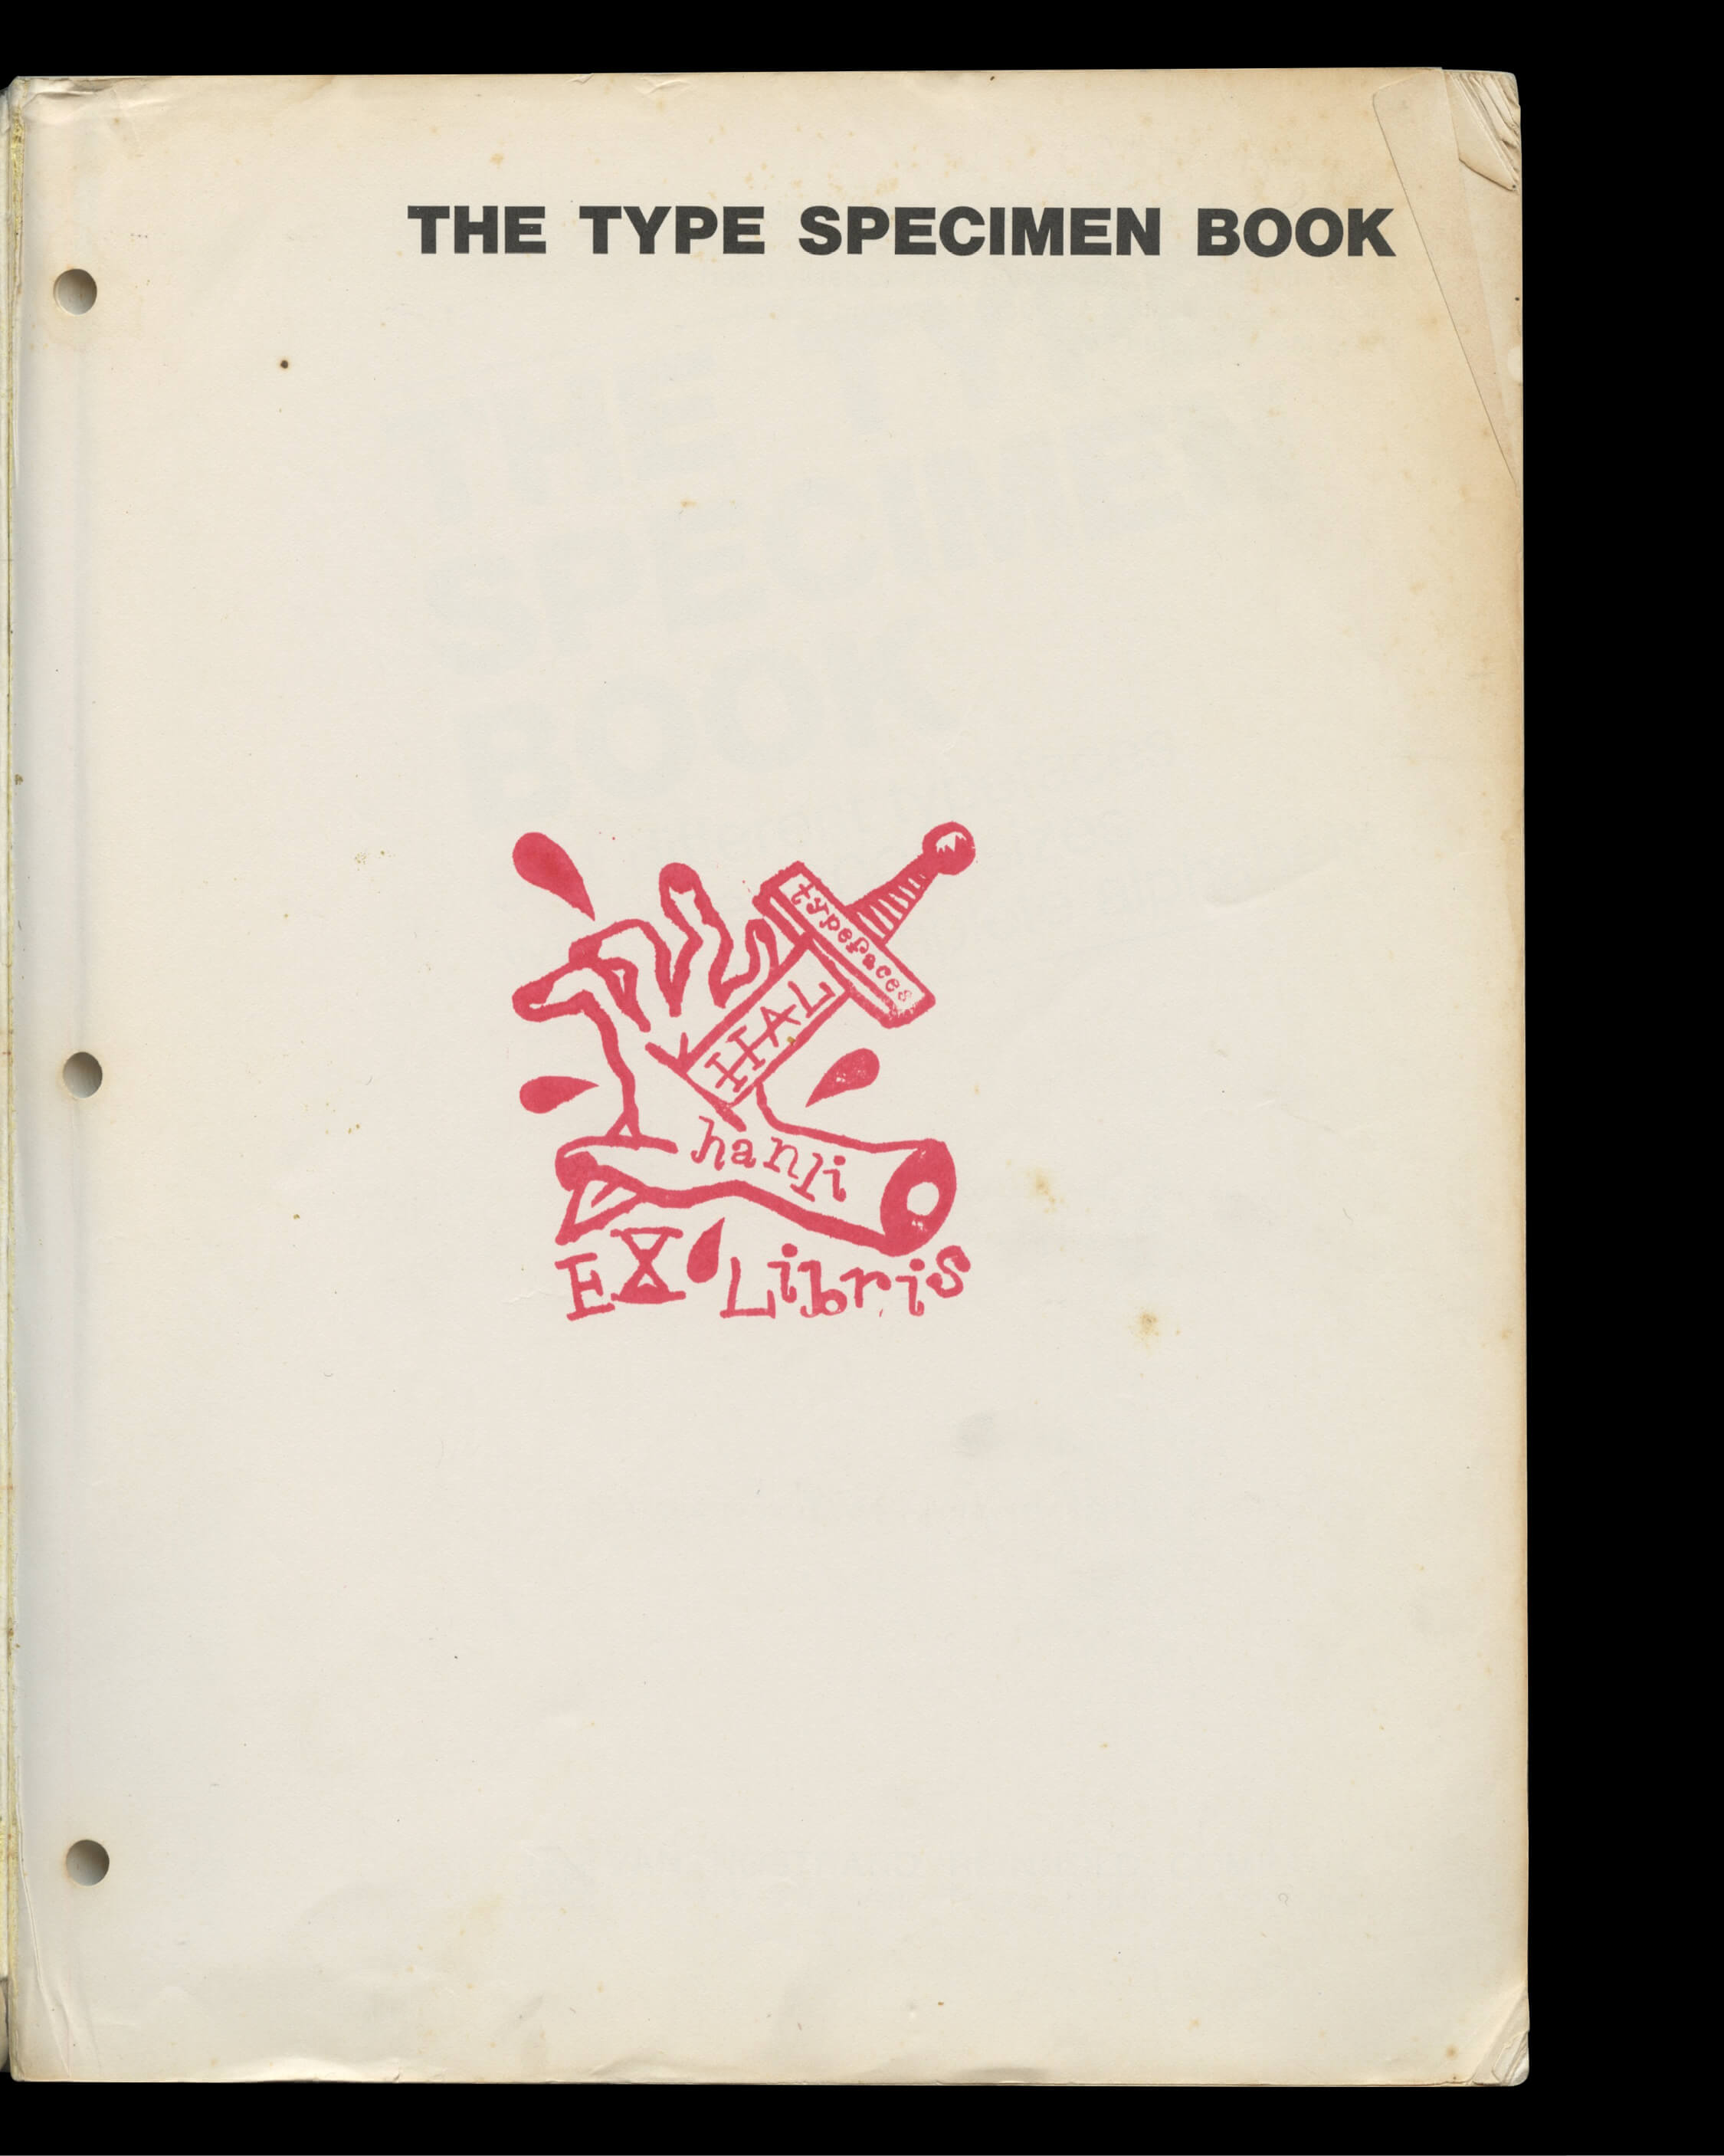 THE TYPE SPECIMEN BOOK
typefaces
HAL
hanli
EX Libris